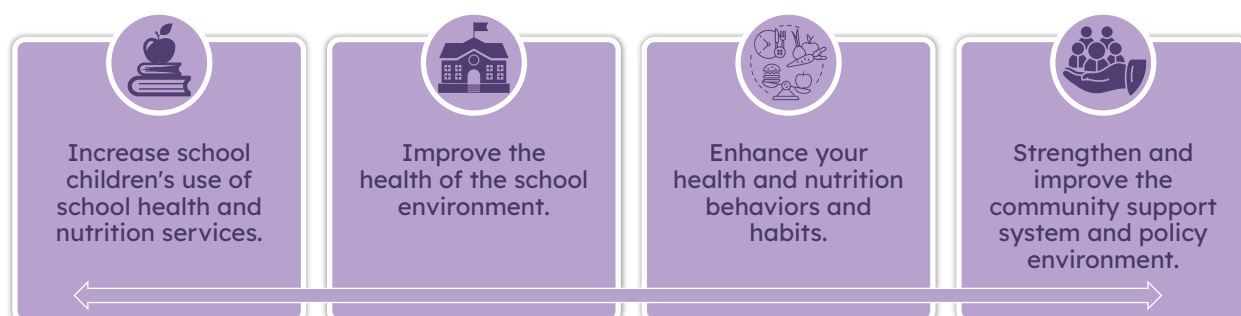 Increase school
children's use of
school health and
nutrition services.
Improve the
health of the school
environment.
Enhance your
health and nutrition
behaviors and
habits.
Strengthen and
improve the
community support
system and policy
environment.